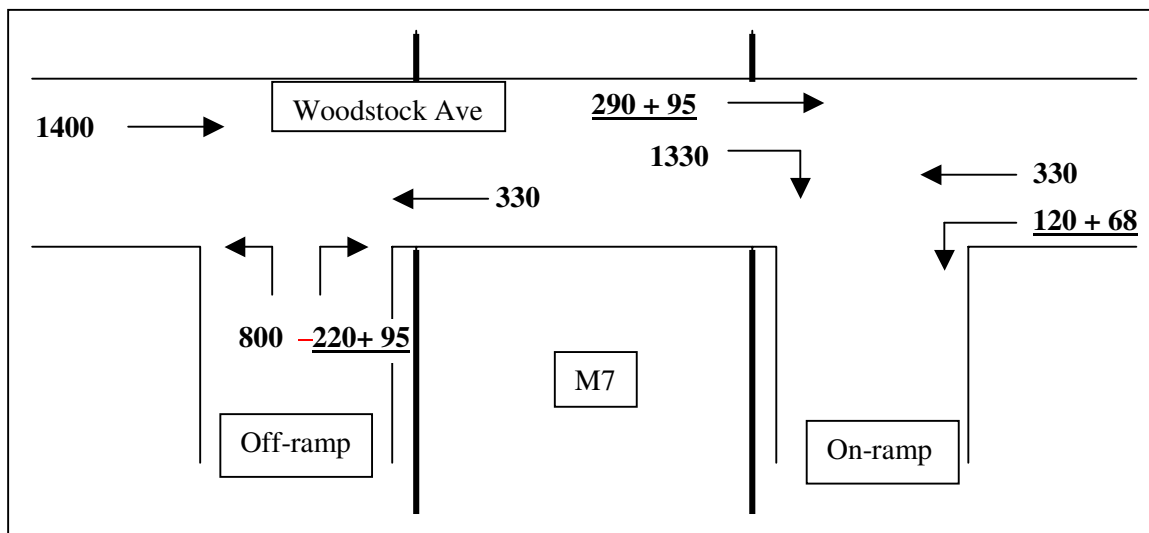 Woodstock Ave
290 + 95
1400
1330
330
330
120 + 68
800 –220+ 95
M7
Off-ramp
On-ramp